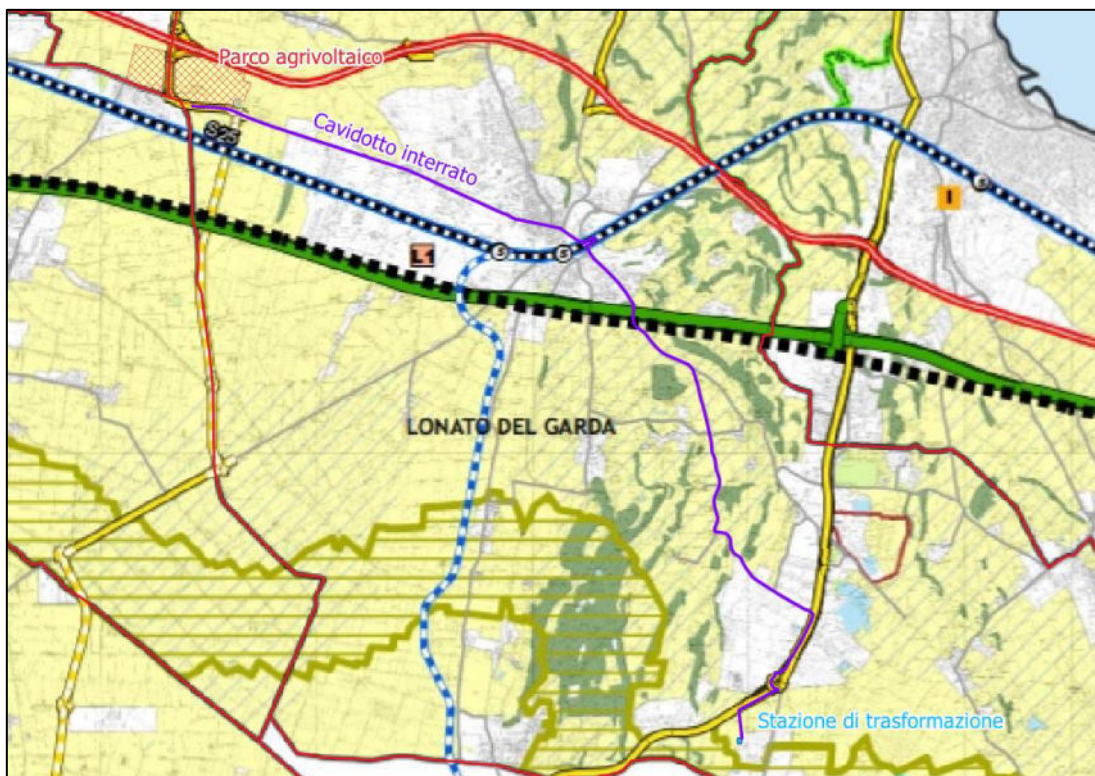 Parco agrivoltaico
Cavidotto interrato
S25
I
L1
S
S
S
LONATO DEL GARDA
Stazione di trasformazione